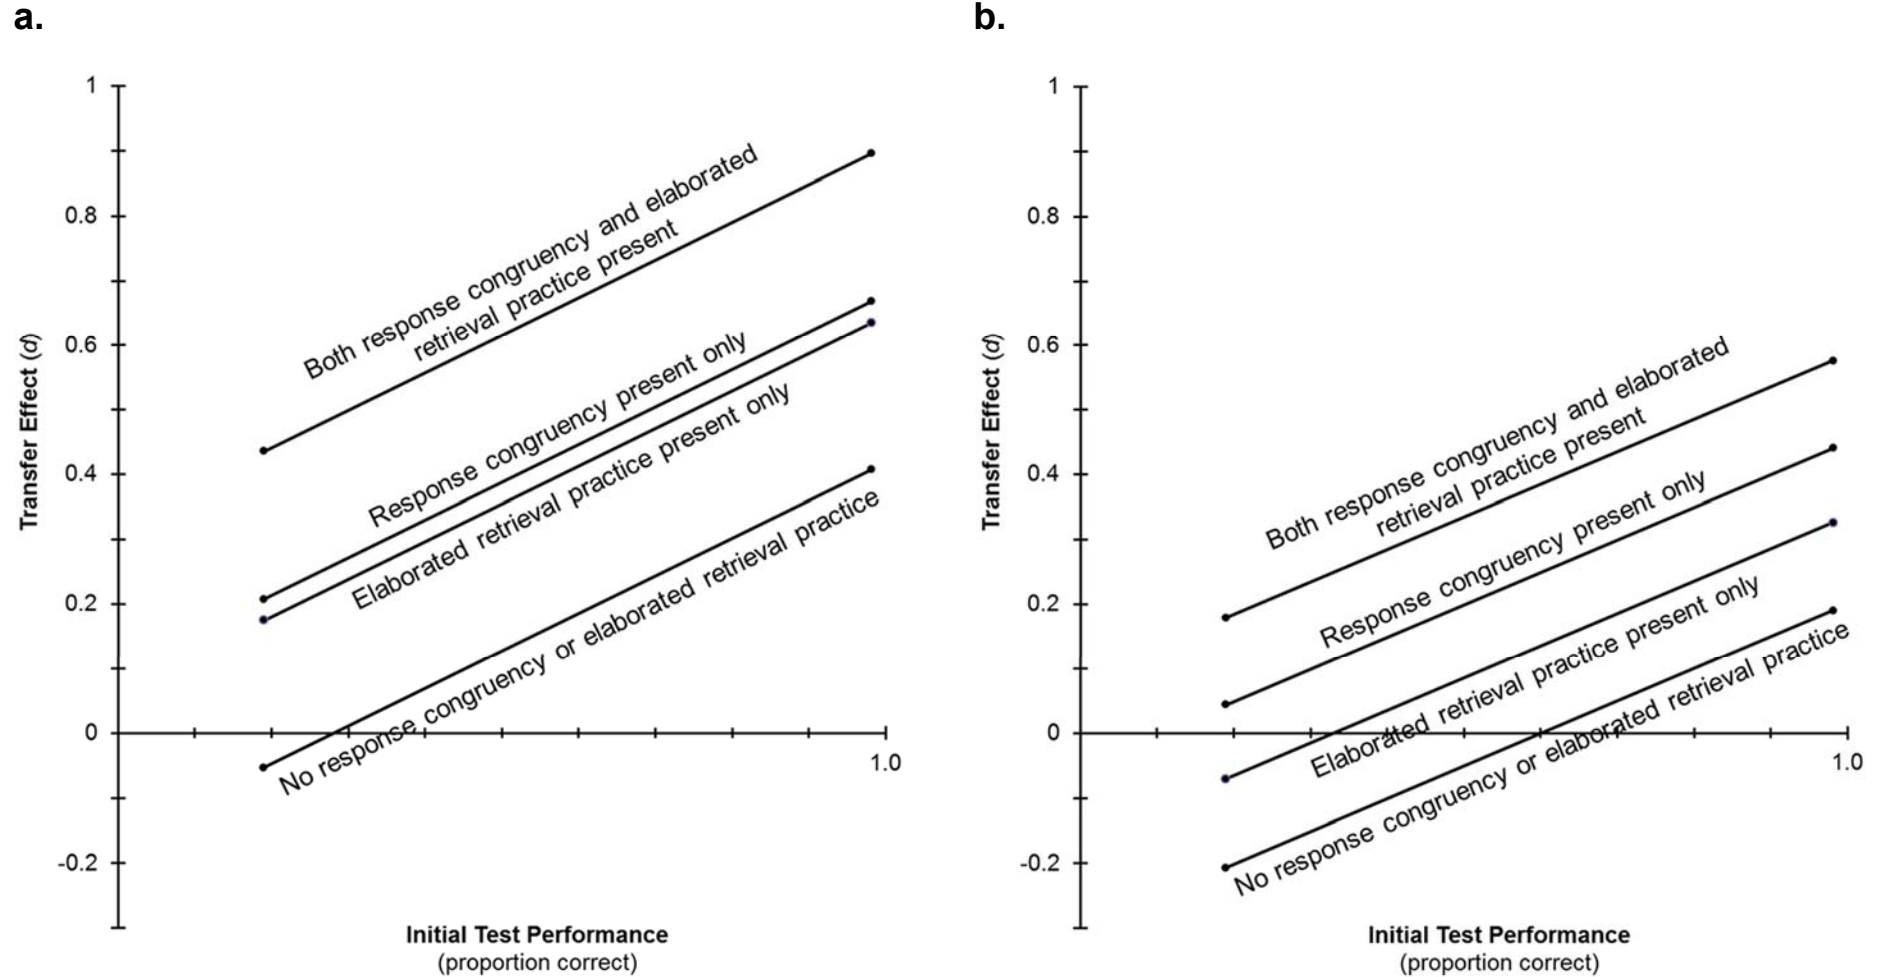 a.
1
0.8
0.6
0.4
0.2
0
-0.2
Transfer Effect (d)
Both response congruency and elaborated
retrieval practice present
Response congruency present only
Elaborated retrieval practice present only
No response congruency or elaborated retrieval practice
1.0
Initial Test Performance
(proportion correct)
b.
1
0.8
0.6
0.4
0.2
0
-0.2
Transfer Effect (d)
Both response congruency and elaborated
retrieval practice present
Response congruency present only
Elaborated retrieval practice present only
No response congruency or elaborated retrieval practice
1.0
Initial Test Performance
(proportion correct)